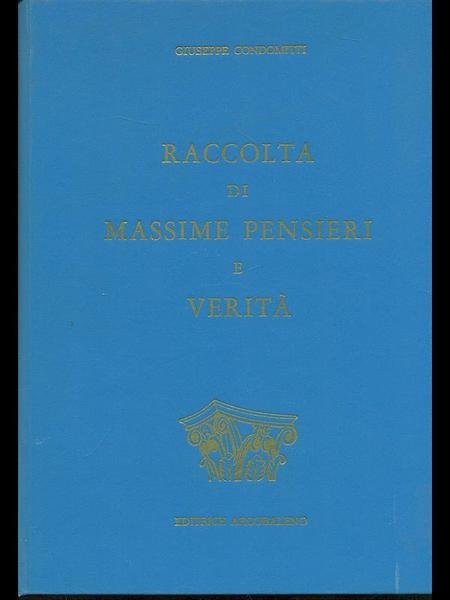 GIUSEPPE CONDOMITTI
RACCOLTA
DI
MASSIME PENSIERI
E
VERITÀ
EDITRICE ARCOBALENO